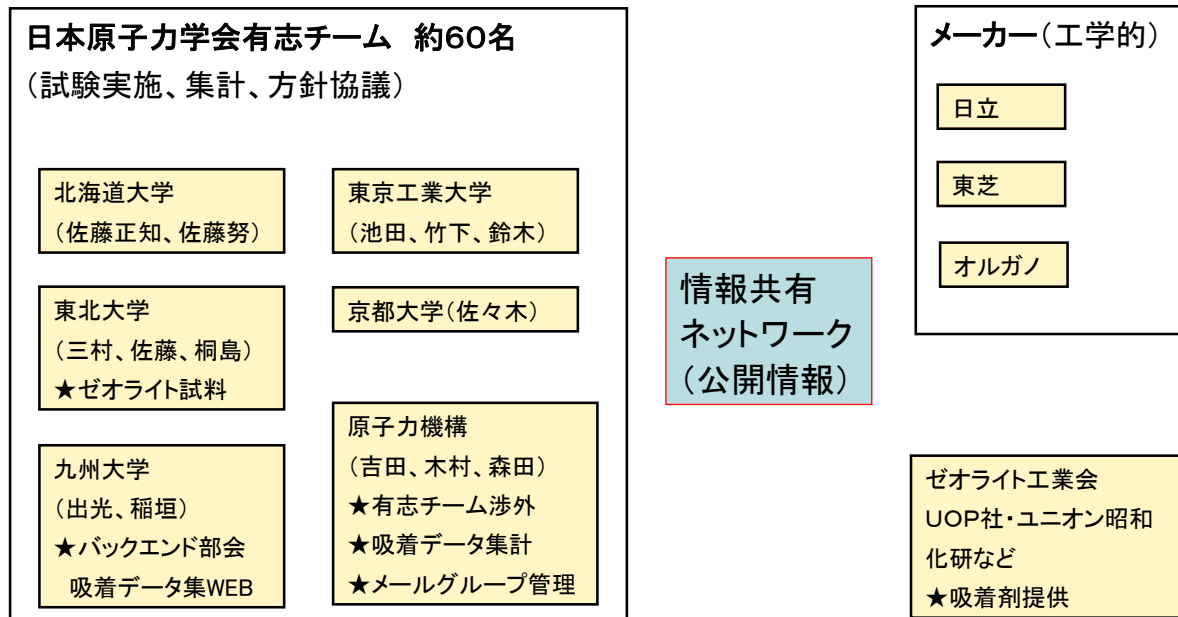 日本原子力学会有志チーム 約60名
(試験実施、集計、方針協議)
北海道大学
(佐藤正知、佐藤努)
東北大学
(三村、佐藤、桐島)
★ゼオライト試料
九州大学
(出光、稲垣)
★バックエンド部会
吸着データ集WEB
東京工業大学
(池田、竹下、鈴木)
京都大学(佐々木)
原子力機構
(吉田、木村、森田)
★有志チーム渉外
★吸着データ集計
★メールグループ管理
情報共有
ネットワーク
(公開情報)
メーカー(工学的)
日立
東芝
オルガノ
ゼオライト工業会
UOP社・ユニオン昭和
化研など
★吸着剤提供